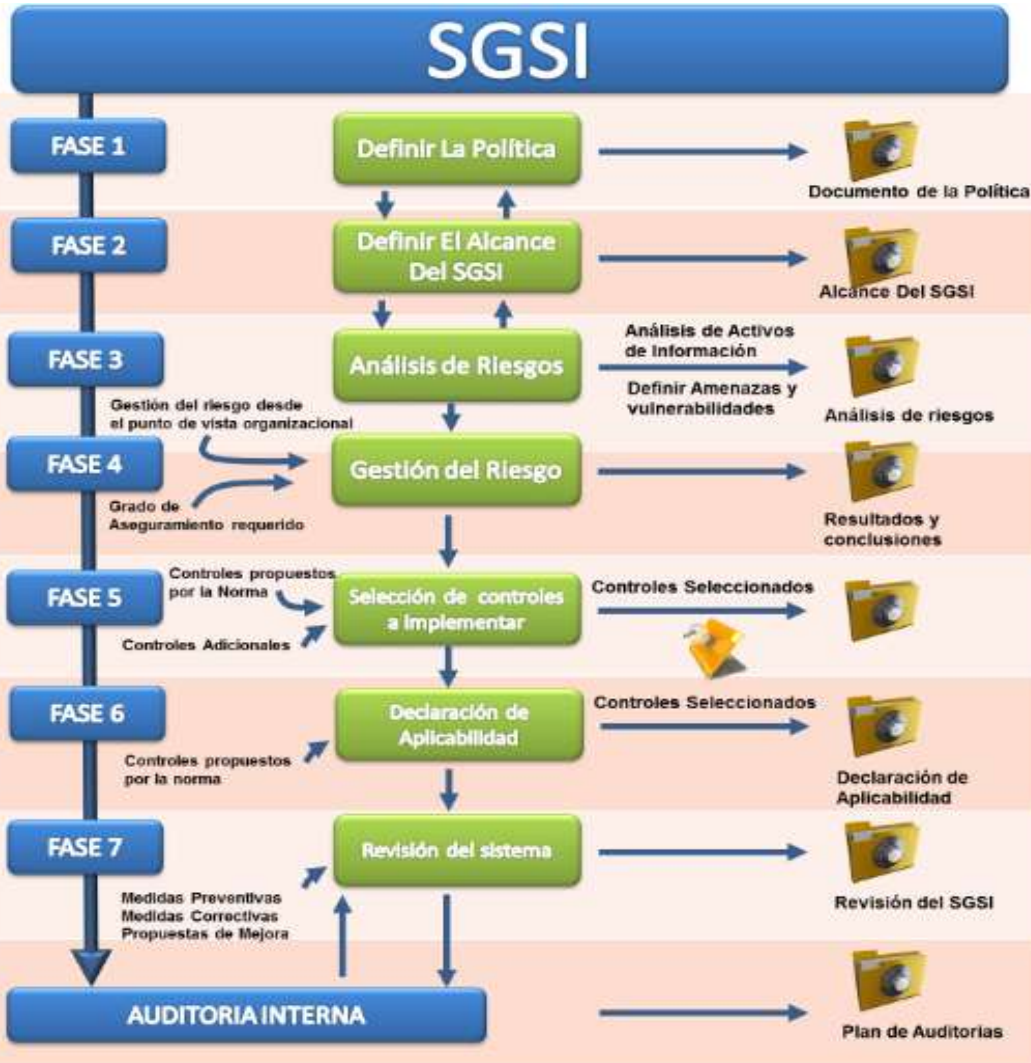 SGSI
FASE 1
Definir La Política
Documento de la Política
FASE 2
Definir El Alcance
Del SGSI
Alcance Del SGSI
FASE 3
Análisis de Riesgos
Análisis de Activos
de Información
Definir Amenazas y
vulnerabilidades
Análisis de riesgos
Gestión del riesgo desde
el punto de vista organizacional
FASE 4
Gestión del Riesgo
Grado de
Aseguramiento requerido
Resultados y
conclusiones
FASE 5
Controles propuestos
por la Norma
Controles Adicionales
Selección de controles
a Implementar
Controles Seleccionados
FASE 6
Controles propuestos
por la norma
Declaración de
Aplicabilidad
Controles Seleccionados
Declaración de
Aplicabilidad
FASE 7
Revisión del sistema
Medidas Preventivas
Medidas Correctivas
Propuestas de Mejora
Revisión del SGSI
AUDITORIA INTERNA
Plan de Auditorias